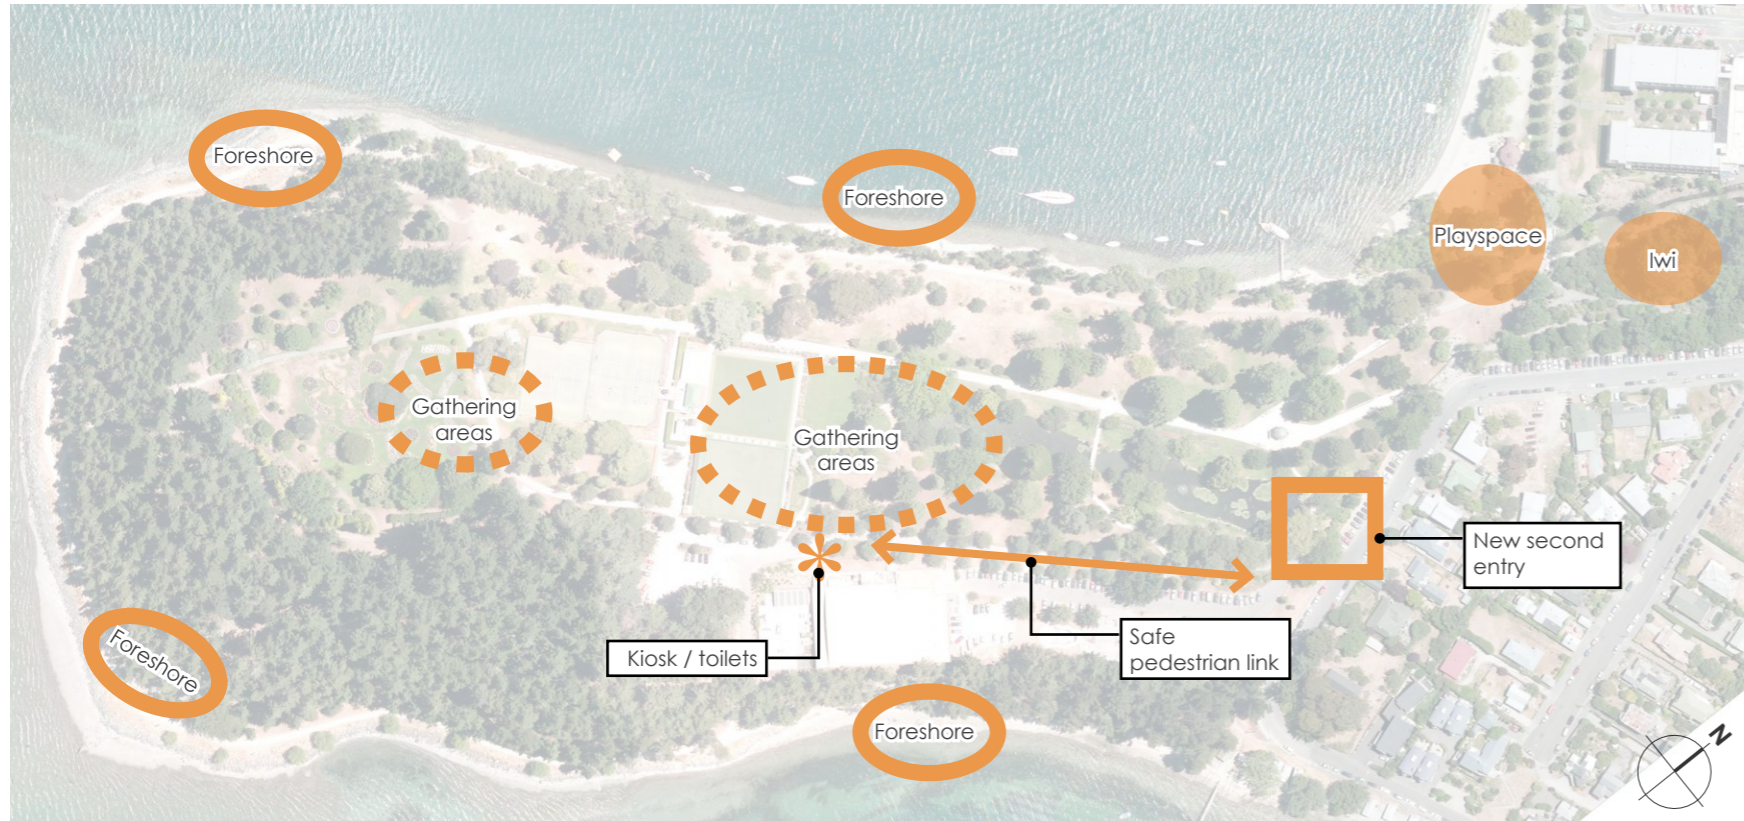 Foreshore
Foreshore
Playspace
Iwi
Gathering
areas
Gathering
areas
New second
entry
Safe
pedestrian link
Kiosk / toilets
Foreshore
Foreshore
N